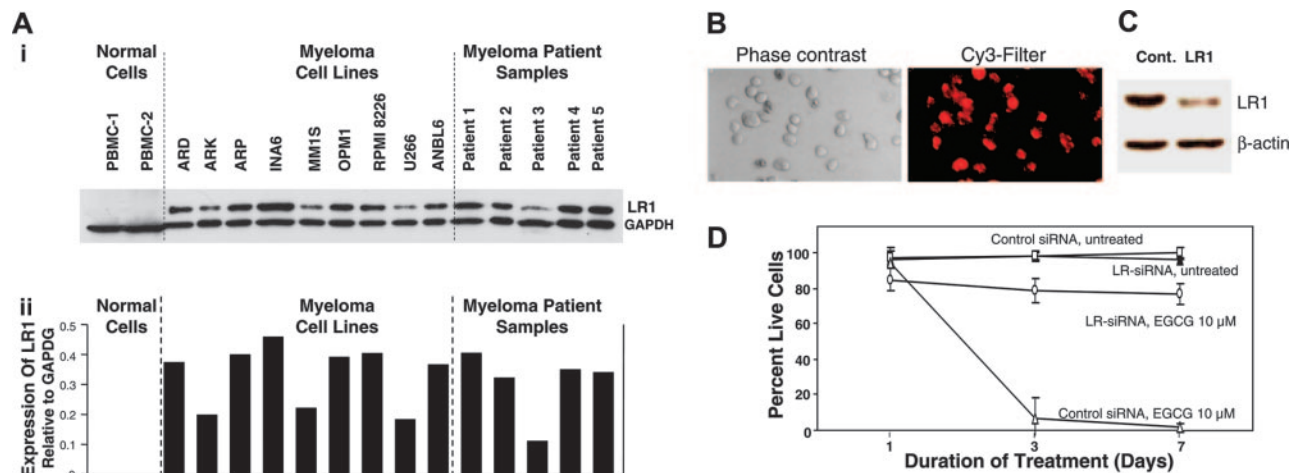 A
i
Normal
Cells
Myeloma
Cell Lines
Myeloma Patient
Samples
PBMC-1
PBMC-2
ARD
ARK
ARP
INA6
MM1S
OPM1
RPMI 8226
U266
ANBL6
Patient 1
Patient 2
Patient 3
Patient 4
Patient 5
LR1
GAPDH
ii
Normal
Cells
Myeloma
Cell Lines
Myeloma Patient
Samples
Expression Of LR1
Relative to GAPDG
0.5
0.4
0.3
0.2
0.1
B
Phase contrast
Cy3-Filter
C
Cont. LR1
LR1
β-actin
D
Percent Live Cells
100
80
60
40
20
0
Control siRNA, untreated
LR-siRNA, untreated
LR-siRNA, EGCG 10 μM
Control siRNA, EGCG 10 μM
1 3 7
Duration of Treatment (Days)